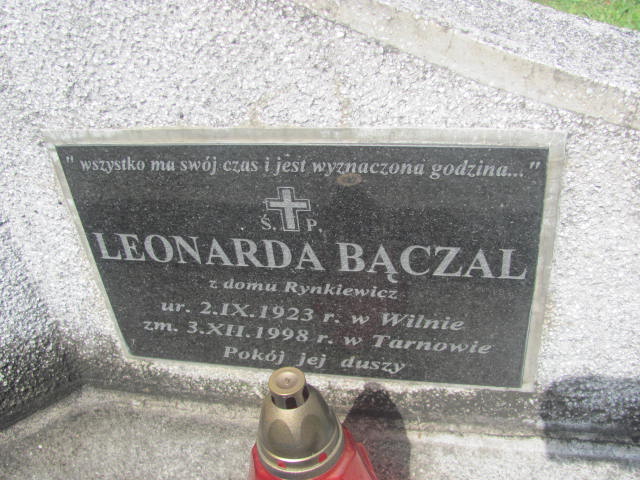 " wszystko ma swój czas i jest wyznaczona godzina... "
Ś. P.
LEONARDA BĄCZAL
z domu Rynkiewicz
ur. 2.IX.1923 r. w Wilnie
zm. 3.XII.1998 r. w Tarnowie
Pokój jej duszy